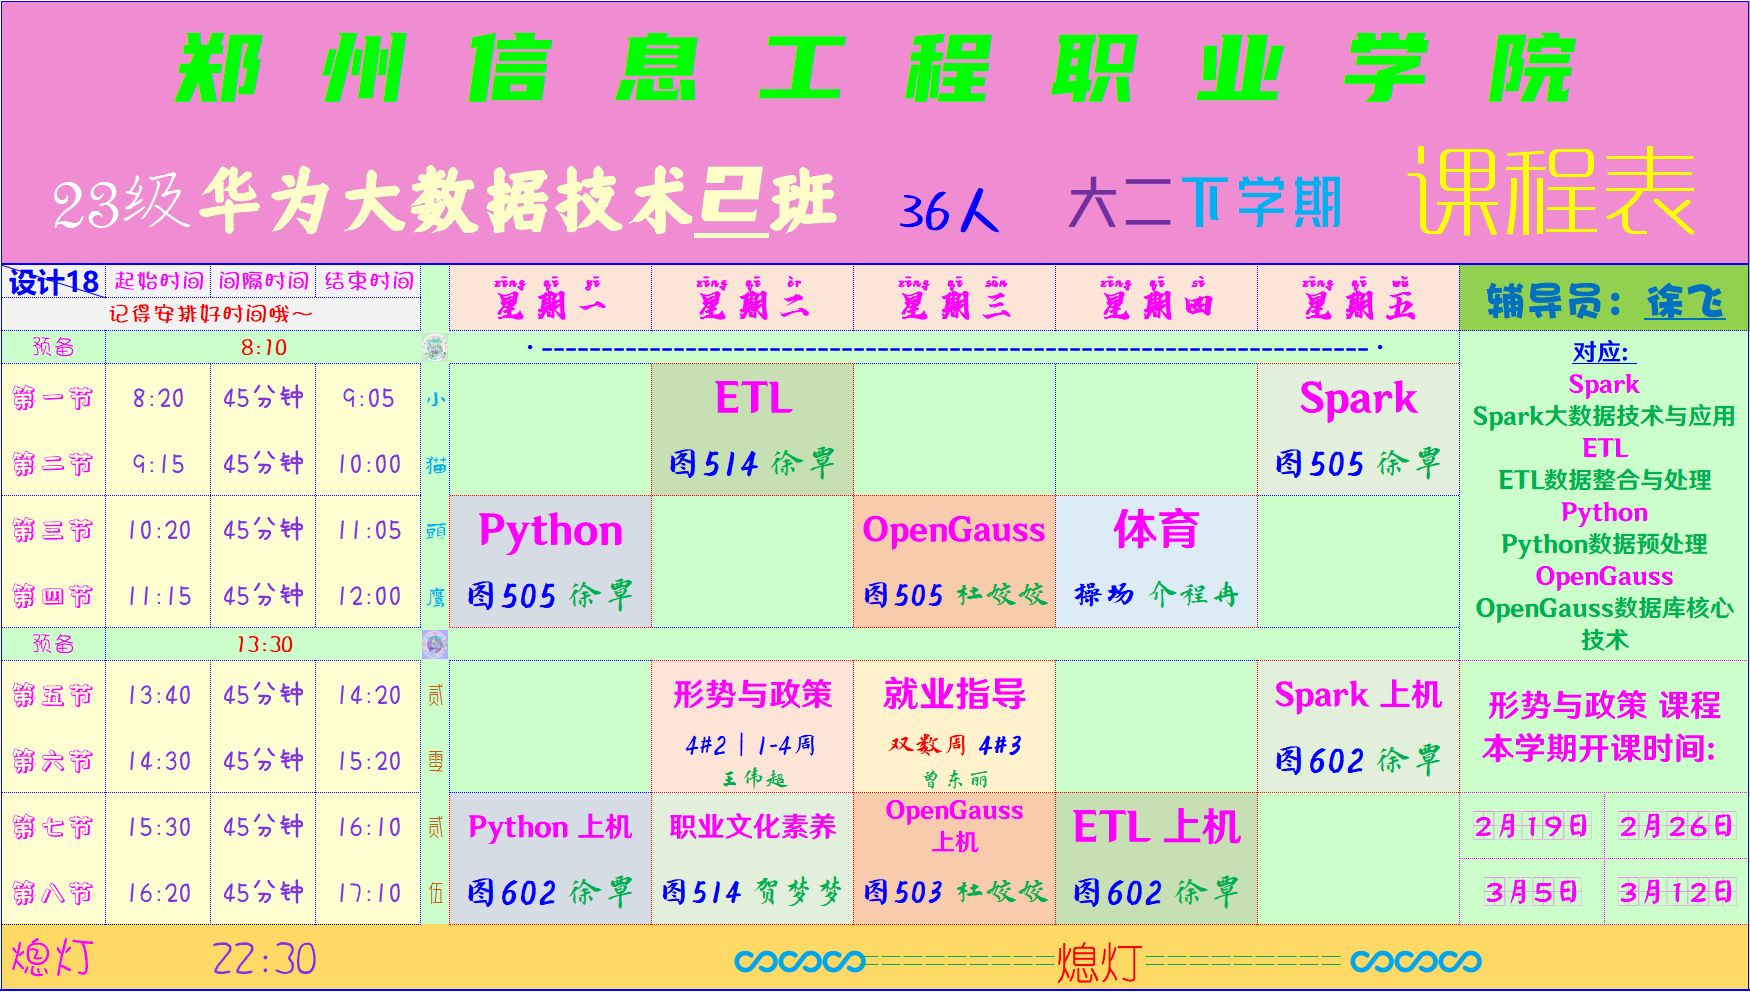 郑州信息工程职业学院
23级华为大数据技术2班 36人 大二下学期 课程表
设计18 起始时间 间隔时间 结束时间 星期一 星期二 星期三 星期四 星期五 辅导员：徐飞
xīng qī yī xīng qī èr xīng qī sān xīng qī sì xīng qī wǔ
记得安排好时间哦～
预备 8:10
第一节 8:20 45分钟 9:05 小 ETL Spark
第二节 9:15 45分钟 10:00 猫 图514 徐覃 图505 徐覃
第三节 10:20 45分钟 11:05 頭 Python OpenGauss 体育
第四节 11:15 45分钟 12:00 鹰 图505 徐覃 图505 杜姣姣 操场 介程冉
预备 13:30
第五节 13:40 45分钟 14:20 贰 形势与政策 就业指导 Spark 上机
第六节 14:30 45分钟 15:20 4#2 | 1-4周 双数周 4#3 图602 徐覃
王伟超 曾东丽
第七节 15:30 45分钟 16:10 贰 Python 上机 职业文化素养 OpenGauss 上机 ETL 上机
第八节 16:20 45分钟 17:10 伍 图602 徐覃 图514 贺梦梦 图503 杜姣姣 图602 徐覃
对应:
Spark
Spark大数据技术与应用
ETL
ETL数据整合与处理
Python
Python数据预处理
OpenGauss
OpenGauss数据库核心
技术
形势与政策 课程
本学期开课时间:
2月19日 2月26日
3月5日 3月12日
熄灯 22:30 =========熄灯=========